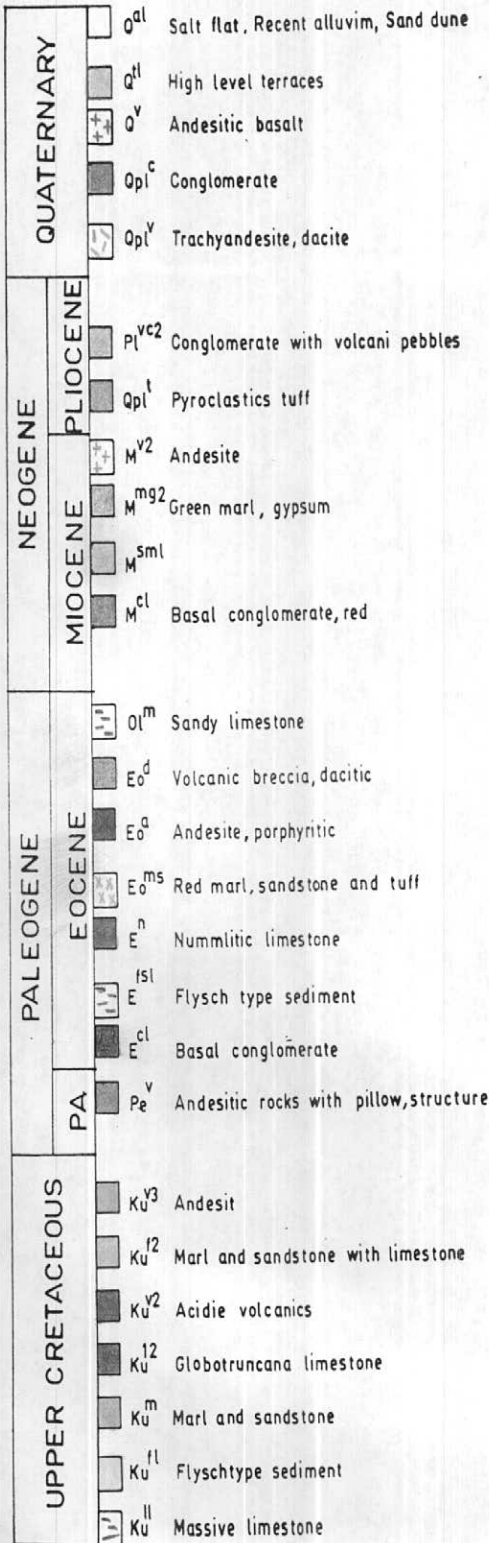 QUATERNARY
Q^al Salt flat, Recent alluvim, Sand dune
Q^tl High level terraces
Q^v Andesitic basalt
Qpl^c Conglomerate
Qpl^v Trachyandesite, dacite
NEOGENE
PLIOCENE
Pl^vc2 Conglomerate with volcani pebbles
Qpl^t Pyroclastics tuff
MIOCENE
M^v2 Andesite
M^mg2 Green marl, gypsum
M^sml
M^cl Basal conglomerate, red
PALEOGENE
EOCENE
Ol^m Sandy limestone
Eo^d Volcanic breccia, dacitic
Eo^a Andesite, porphyritic
Eo^ms Red marl, sandstone and tuff
E^n Nummlitic limestone
E^fsl Flysch type sediment
E^cl Basal conglomerate
PA
Pe^v Andesitic rocks with pillow, structure
UPPER CRETACEOUS
Ku^v3 Andesit
Ku^f2 Marl and sandstone with limestone
Ku^v2 Acidie volcanics
Ku^12 Globotruncana limestone
Ku^m Marl and sandstone
Ku^fl Flyschtype sediment
Ku^ll Massive limestone